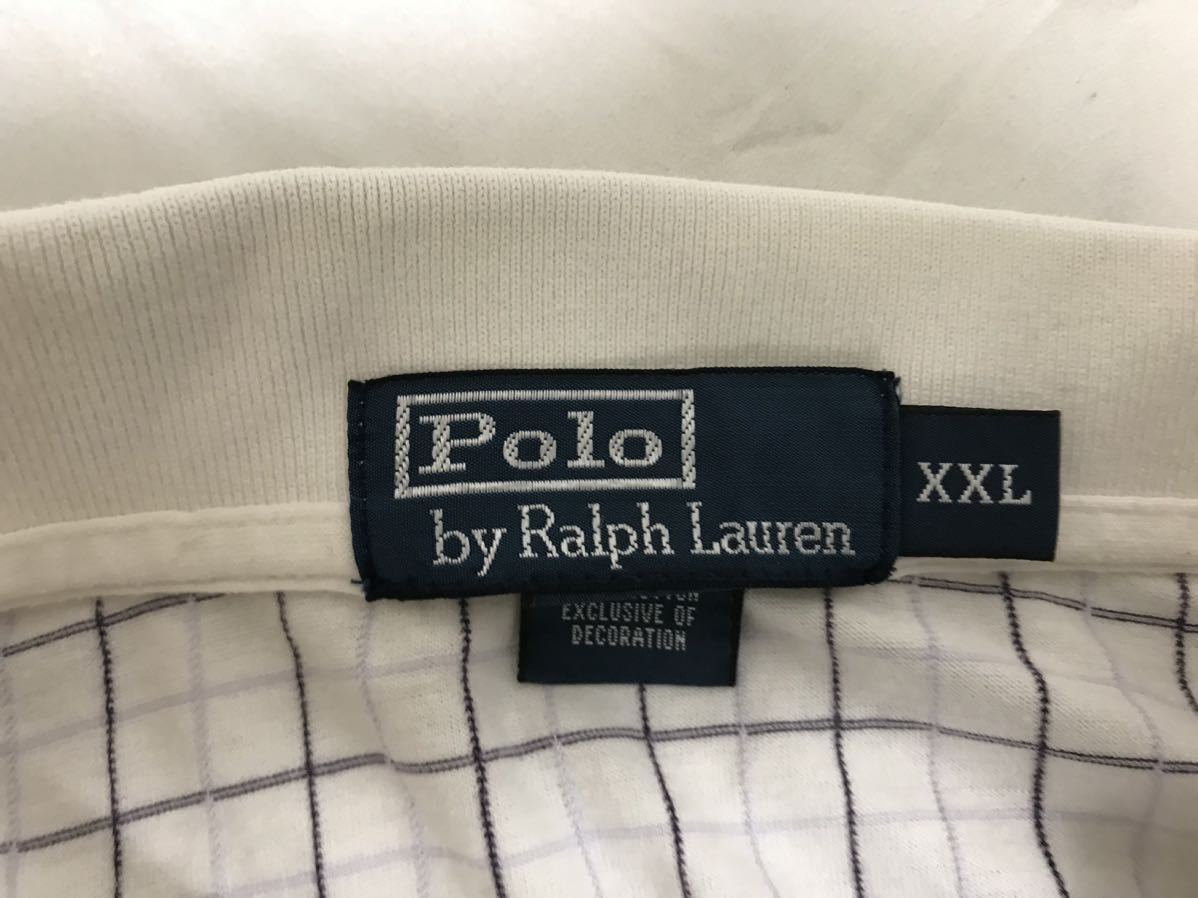 Polo
by Ralph Lauren
XXL
EXCLUSIVE OF
DECORATION